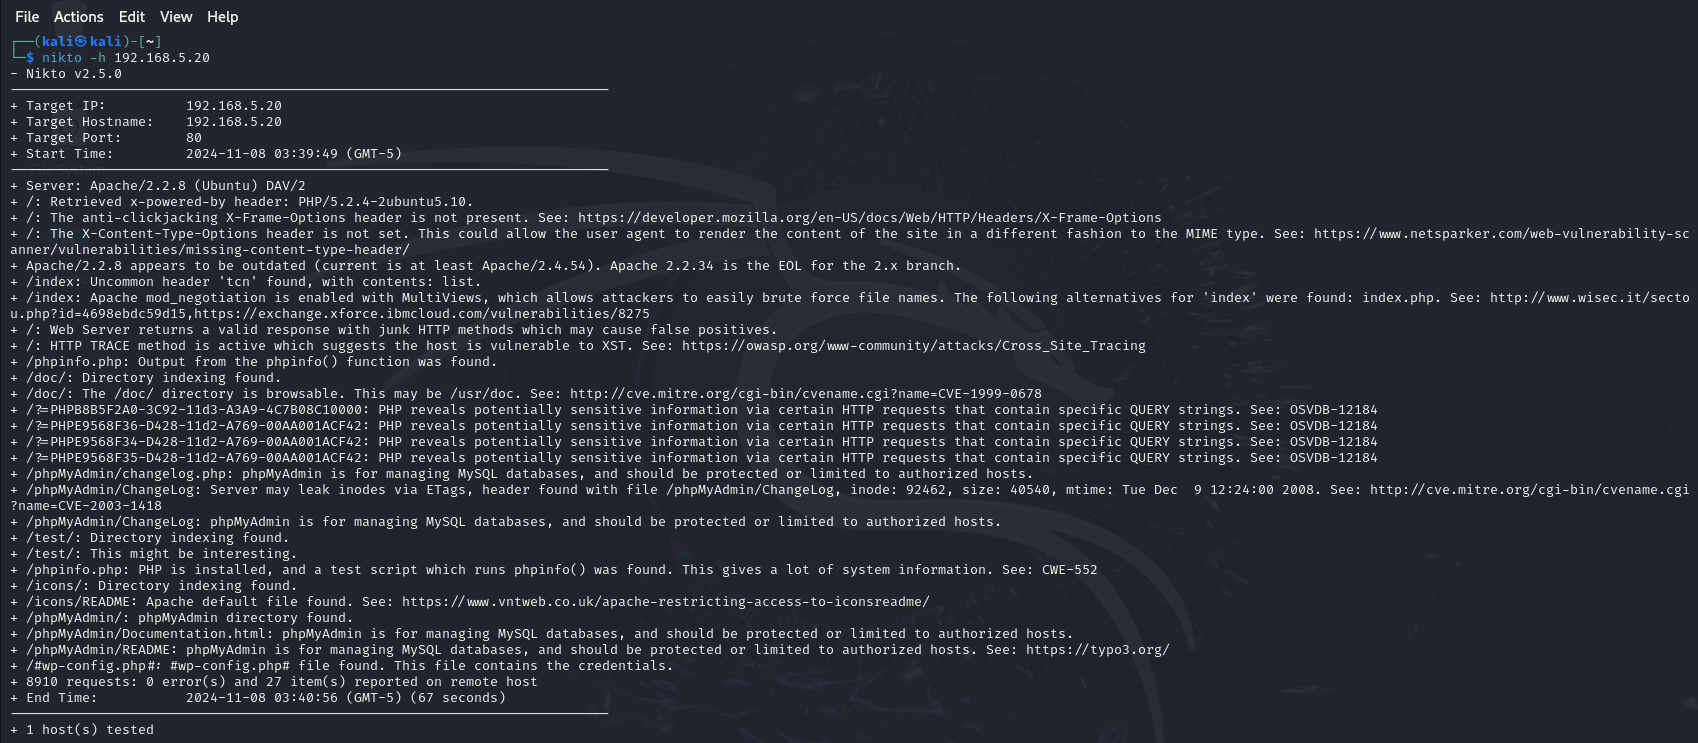 File Actions Edit View Help
┌──(kali㉿kali)-[~]
└─$ nikto -h 192.168.5.20
- Nikto v2.5.0
---------------------------------------------------------------------------
+ Target IP:          192.168.5.20
+ Target Hostname:    192.168.5.20
+ Target Port:        80
+ Start Time:         2024-11-08 03:39:49 (GMT-5)
File System
---------------------------------------------------------------------------
+ Server: Apache/2.2.8 (Ubuntu) DAV/2
+ /: Retrieved x-powered-by header: PHP/5.2.4-2ubuntu5.10.
+ /: The anti-clickjacking X-Frame-Options header is not present. See: https://developer.mozilla.org/en-US/docs/Web/HTTP/Headers/X-Frame-Options
+ /: The X-Content-Type-Options header is not set. This could allow the user agent to render the content of the site in a different fashion to the MIME type. See: https://www.netsparker.com/web-vulnerability-sc
anner/vulnerabilities/missing-content-type-header/
+ Apache/2.2.8 appears to be outdated (current is at least Apache/2.4.54). Apache 2.2.34 is the EOL for the 2.x branch.
+ /index: Uncommon header 'tcn' found, with contents: list.
+ /index: Apache mod_negotiation is enabled with MultiViews, which allows attackers to easily brute force file names. The following alternatives for 'index' were found: index.php. See: http://www.wisec.it/secto
u.php?id=4698ebdc59d15,https://exchange.xforce.ibmcloud.com/vulnerabilities/8275
+ /: Web Server returns a valid response with junk HTTP methods which may cause false positives.
+ /: HTTP TRACE method is active which suggests the host is vulnerable to XST. See: https://owasp.org/www-community/attacks/Cross_Site_Tracing
+ /phpinfo.php: Output from the phpinfo() function was found.
+ /doc/: Directory indexing found.
+ /doc/: The /doc/ directory is browsable. This may be /usr/doc. See: http://cve.mitre.org/cgi-bin/cvename.cgi?name=CVE-1999-0678
+ /?=PHPB8B5F2A0-3C92-11d3-A3A9-4C7B08C10000: PHP reveals potentially sensitive information via certain HTTP requests that contain specific QUERY strings. See: OSVDB-12184
+ /?=PHPE9568F36-D428-11d2-A769-00AA001ACF42: PHP reveals potentially sensitive information via certain HTTP requests that contain specific QUERY strings. See: OSVDB-12184
+ /?=PHPE9568F34-D428-11d2-A769-00AA001ACF42: PHP reveals potentially sensitive information via certain HTTP requests that contain specific QUERY strings. See: OSVDB-12184
+ /?=PHPE9568F35-D428-11d2-A769-00AA001ACF42: PHP reveals potentially sensitive information via certain HTTP requests that contain specific QUERY strings. See: OSVDB-12184
+ /phpMyAdmin/changelog.php: phpMyAdmin is for managing MySQL databases, and should be protected or limited to authorized hosts.
+ /phpMyAdmin/ChangeLog: Server may leak inodes via ETags, header found with file /phpMyAdmin/ChangeLog, inode: 92462, size: 40540, mtime: Tue Dec  9 12:24:00 2008. See: http://cve.mitre.org/cgi-bin/cvename.cgi
?name=CVE-2003-1418
+ /phpMyAdmin/ChangeLog: phpMyAdmin is for managing MySQL databases, and should be protected or limited to authorized hosts.
+ /test/: Directory indexing found.
+ /test/: This might be interesting.
+ /phpinfo.php: PHP is installed, and a test script which runs phpinfo() was found. This gives a lot of system information. See: CWE-552
+ /icons/: Directory indexing found.
+ /icons/README: Apache default file found. See: https://www.vntweb.co.uk/apache-restricting-access-to-iconsreadme/
+ /phpMyAdmin/: phpMyAdmin directory found.
+ /phpMyAdmin/Documentation.html: phpMyAdmin is for managing MySQL databases, and should be protected or limited to authorized hosts.
+ /phpMyAdmin/README: phpMyAdmin is for managing MySQL databases, and should be protected or limited to authorized hosts. See: https://typo3.org/
+ /#wp-config.php#: #wp-config.php# file found. This file contains the credentials.
+ 8910 requests: 0 error(s) and 27 item(s) reported on remote host
+ End Time:           2024-11-08 03:40:56 (GMT-5) (67 seconds)
---------------------------------------------------------------------------
+ 1 host(s) tested